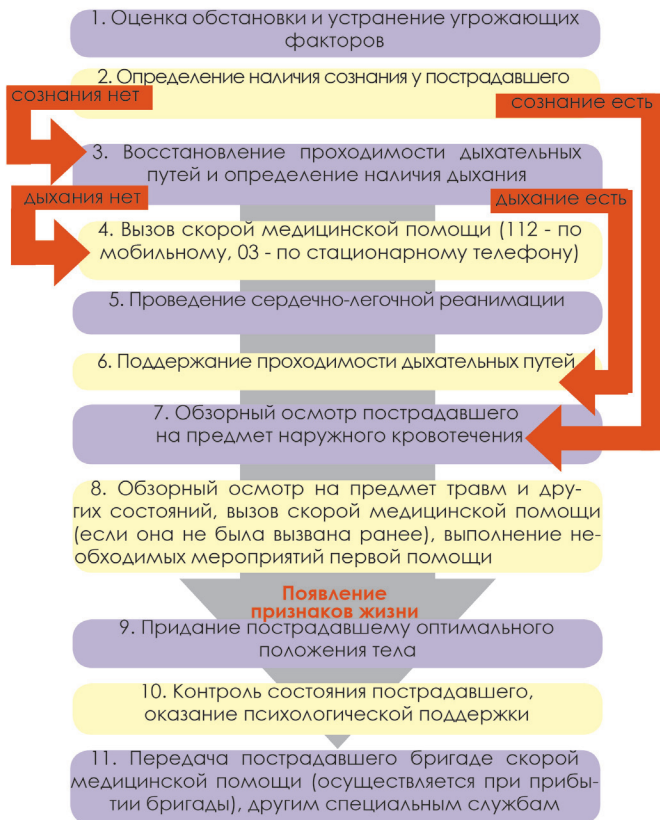 1. Оценка обстановки и устранение угрожающих
факторов
2. Определение наличия сознания у пострадавшего
сознания нет
сознание есть
3. Восстановление проходимости дыхательных
путей и определение наличия дыхания
дыхания нет
дыхание есть
4. Вызов скорой медицинской помощи (112 - по
мобильному, 03 - по стационарному телефону)
5. Проведение сердечно-легочной реанимации
6. Поддержание проходимости дыхательных путей
7. Обзорный осмотр пострадавшего
на предмет наружного кровотечения
8. Обзорный осмотр на предмет травм и дру-
гих состояний, вызов скорой медицинской помощи
(если она не была вызвана ранее), выполнение не-
обходимых мероприятий первой помощи
Появление
признаков жизни
9. Придание пострадавшему оптимального
положения тела
10. Контроль состояния пострадавшего,
оказание психологической поддержки
11. Передача пострадавшего бригаде скорой
медицинской помощи (осуществляется при прибы-
тии бригады), другим специальным службам